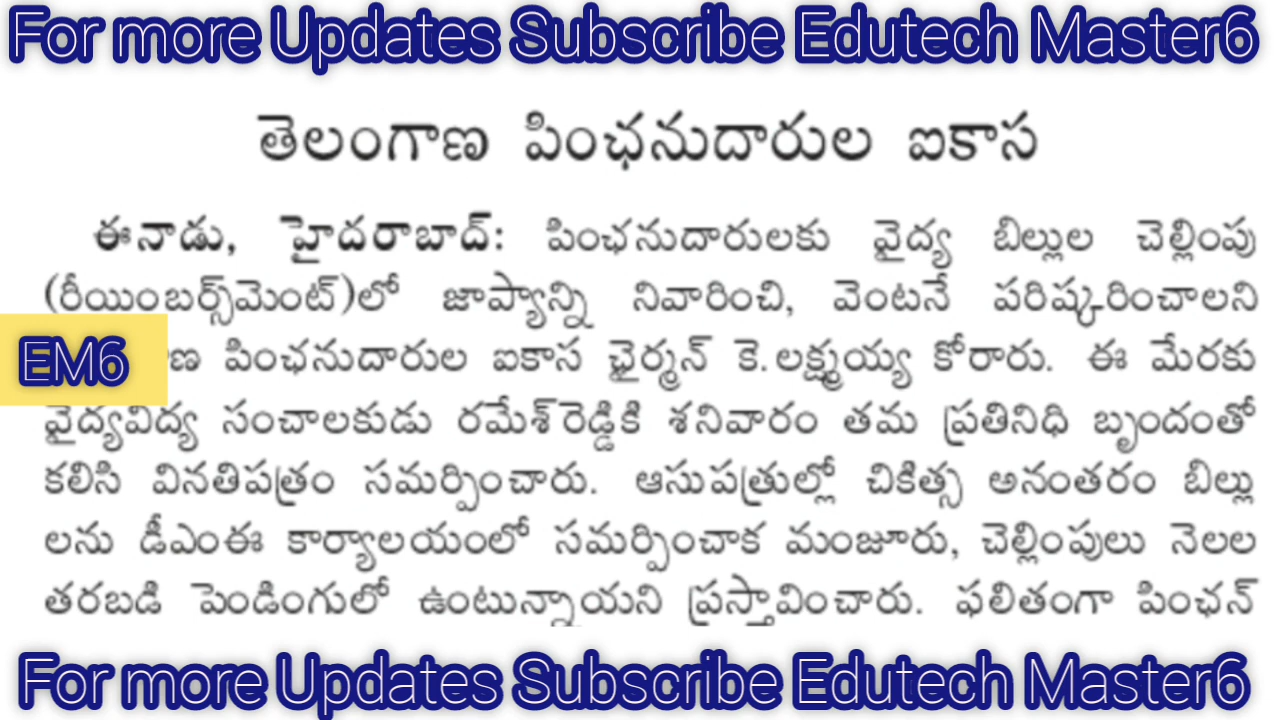 For more Updates Subscribe Edutech Master6
తెలంగాణ పింఛనుదారుల ఐకాస
ఈనాడు, హైదరాబాద్: పింఛనుదారులకు వైద్య బిల్లుల చెల్లింపు
(రీయింబర్స్‌మెంట్)లో జాప్యాన్ని నివారించి, వెంటనే పరిష్కరించాలని
EM6 పింఛనుదారుల ఐకాస ఛైర్మన్ కె.లక్ష్మయ్య కోరారు. ఈ మేరకు
వైద్యవిద్య సంచాలకుడు రమేశ్‌రెడ్డికి శనివారం తమ ప్రతినిధి బృందంతో
కలిసి వినతిపత్రం సమర్పించారు. ఆసుపత్రుల్లో చికిత్స అనంతరం బిల్లు
లను డీఎంఈ కార్యాలయంలో సమర్పించాక మంజూరు, చెల్లింపులు నెలల
తరబడి పెండింగులో ఉంటున్నాయని ప్రస్తావించారు. ఫలితంగా పింఛన్
For more Updates Subscribe Edutech Master6